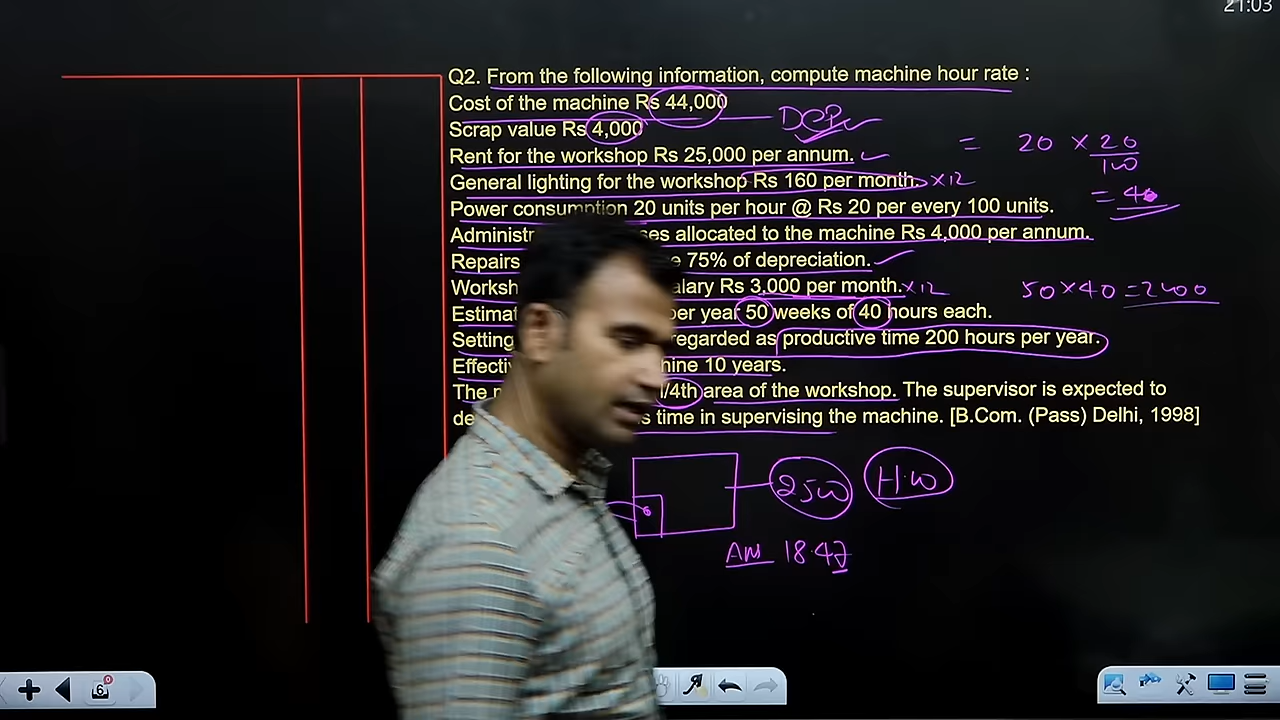 21:03
Q2. From the following information, compute machine hour rate :
Cost of the machine Rs 44,000
Scrap value Rs 4,000
DEP
= 20 × 20/100
Rent for the workshop Rs 25,000 per annum.
General lighting for the workshop Rs 160 per month. ×12
Power consumption 20 units per hour @ Rs 20 per every 100 units.
Administr es allocated to the machine Rs 4,000 per annum.
Repairs 75% of depreciation.
Worksh alary Rs 3,000 per month. ×12
50×40 =
Estimat per year 50 weeks of 40 hours each.
Setting regarded as productive time 200 hours per year.
Effecti hine 10 years.
The 1/4th area of the workshop. The supervisor is expected to
de s time in supervising the machine. [B.Com. (Pass) Delhi, 1998]
H.W
Ans 18.47
6